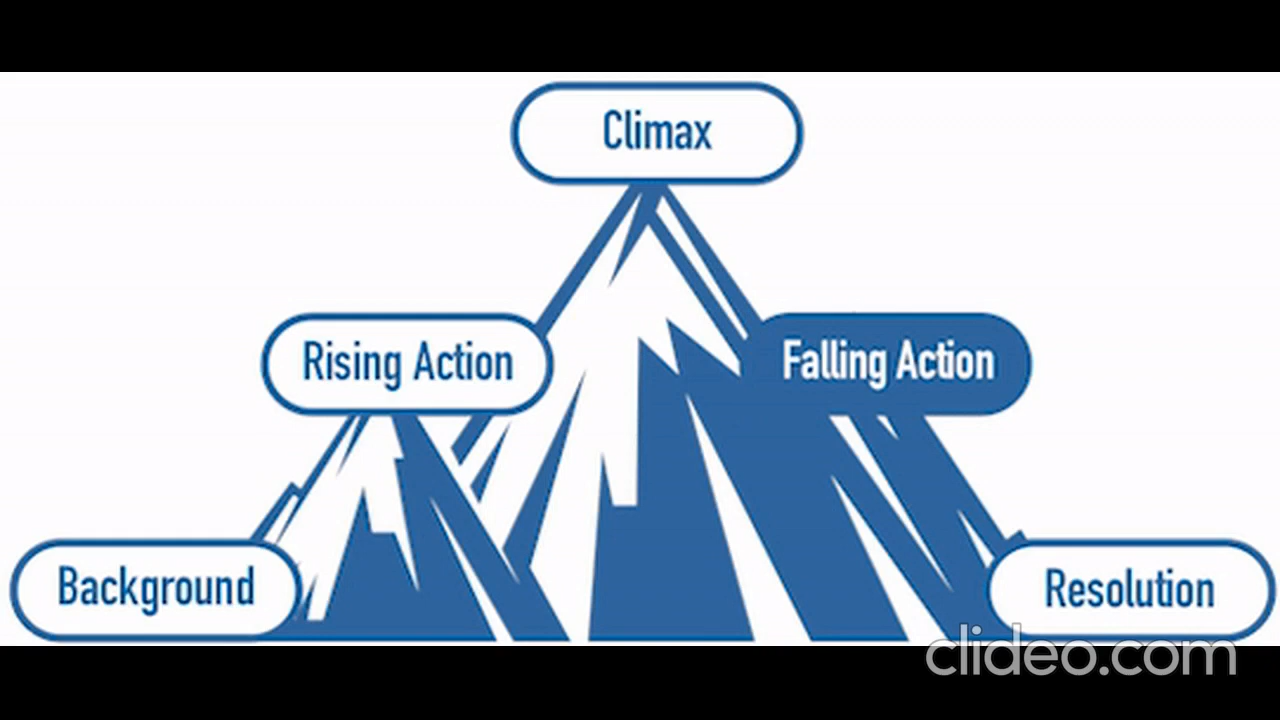 Climax
Rising Action
Falling Action
Background
Resolution
clideo.com